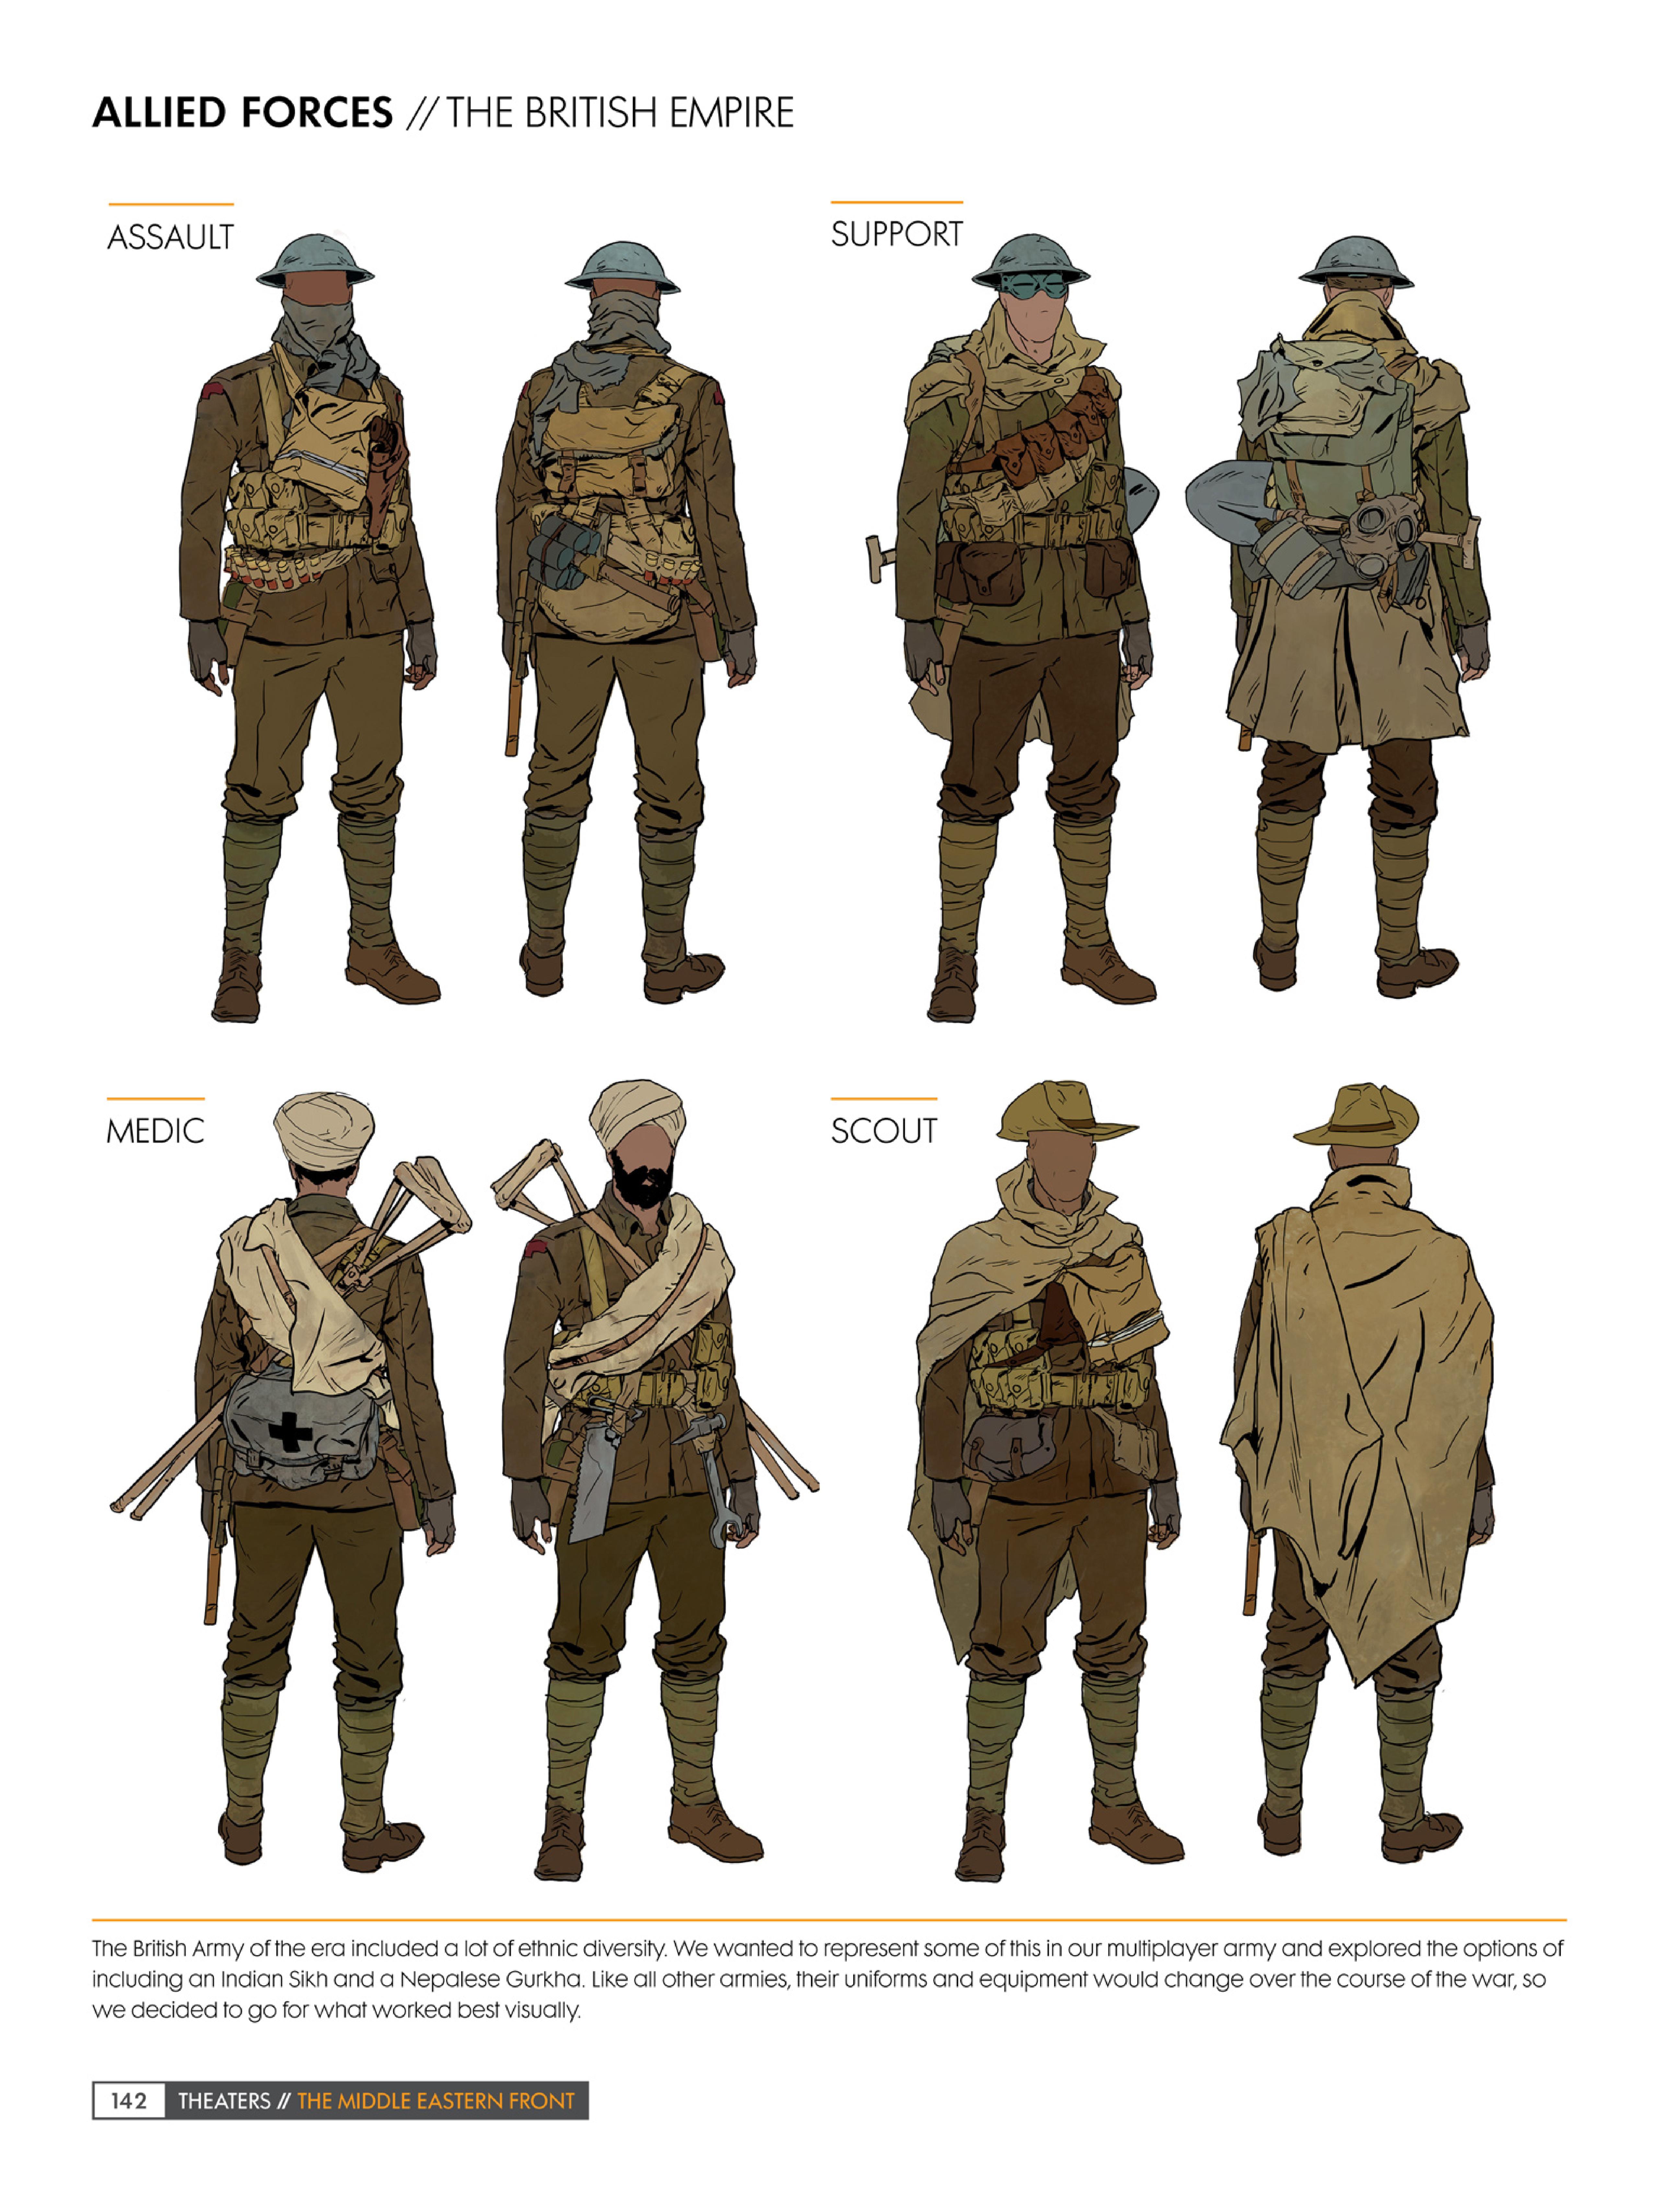 ALLIED FORCES // THE BRITISH EMPIRE
ASSAULT
SUPPORT
MEDIC
SCOUT
The British Army of the era included a lot of ethnic diversity. We wanted to represent some of this in our multiplayer army and explored the options of
including an Indian Sikh and a Nepalese Gurkha. Like all other armies, their uniforms and equipment would change over the course of the war, so
we decided to go for what worked best visually.
142 THEATERS // THE MIDDLE EASTERN FRONT